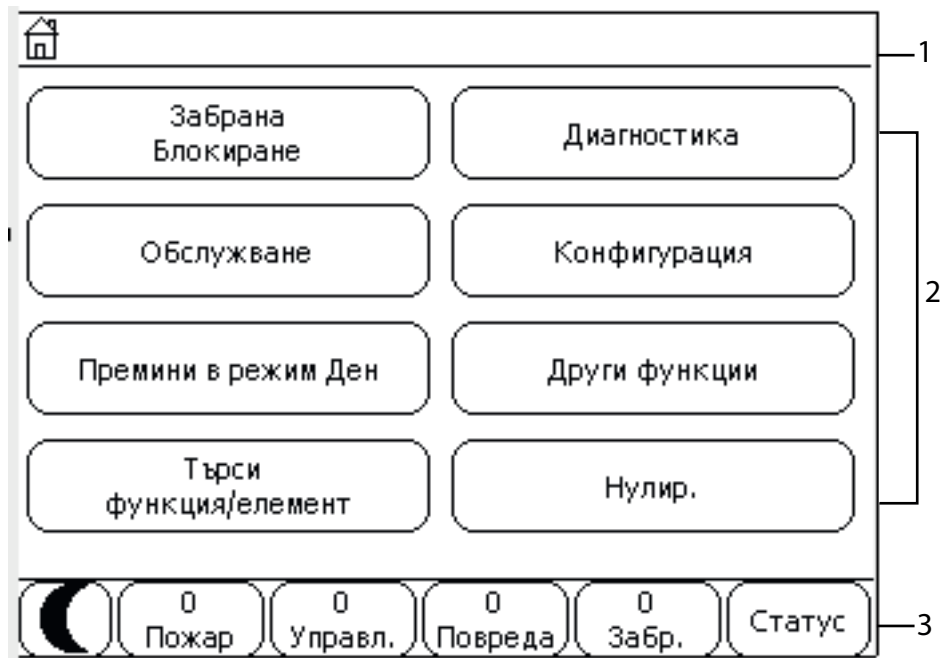 1
Забрана
Блокиране
Диагностика
Обслужване
Конфигурация
2
Премини в режим Ден
Други функции
Търси
функция/елемент
Нулир.
0
Пожар
0
Управл.
0
Повреда
0
Забр.
Статус
3